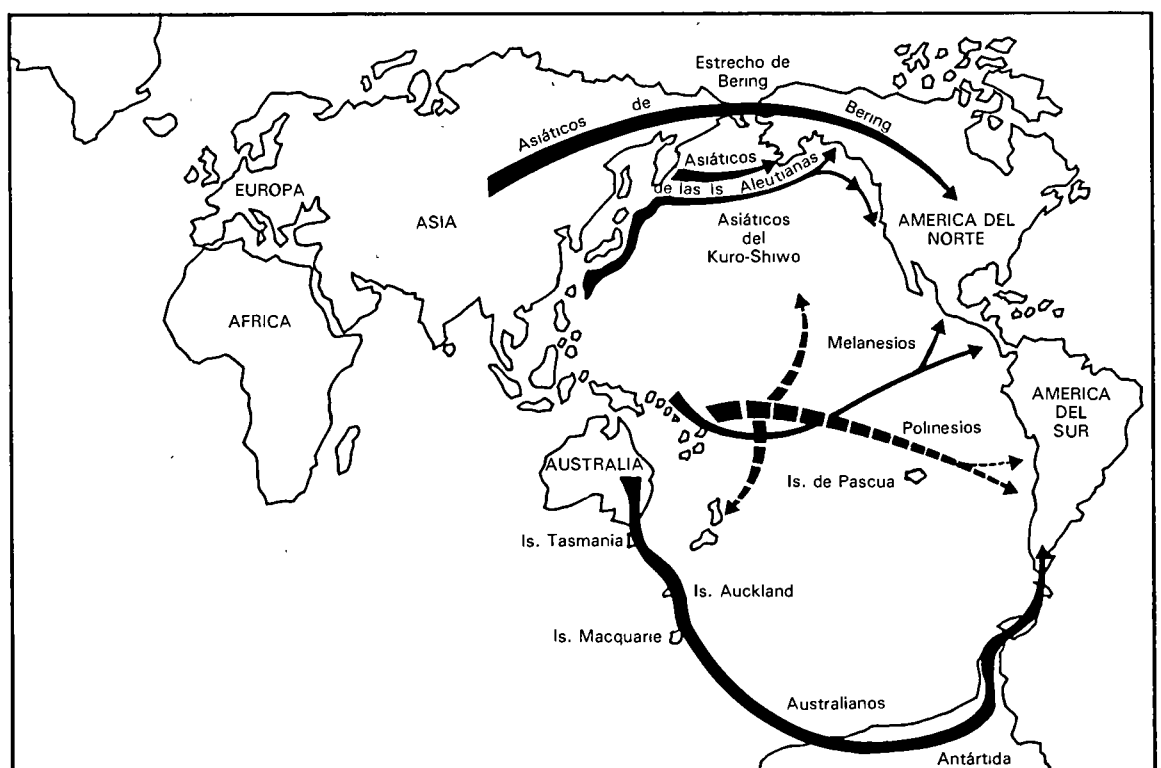 Estrecho de
Bering
Asiáticos de Bering
Asiáticos
de las is Aleutianas
Asiáticos
del
Kuro-Shiwo
EUROPA
ASIA
AMERICA DEL
NORTE
AFRICA
Melanesios
AMERICA
DEL
SUR
Polinesios
AUSTRALIA
Is. de Pascua
Is. Tasmania
Is. Auckland
Is. Macquarie
Australianos
Antártida